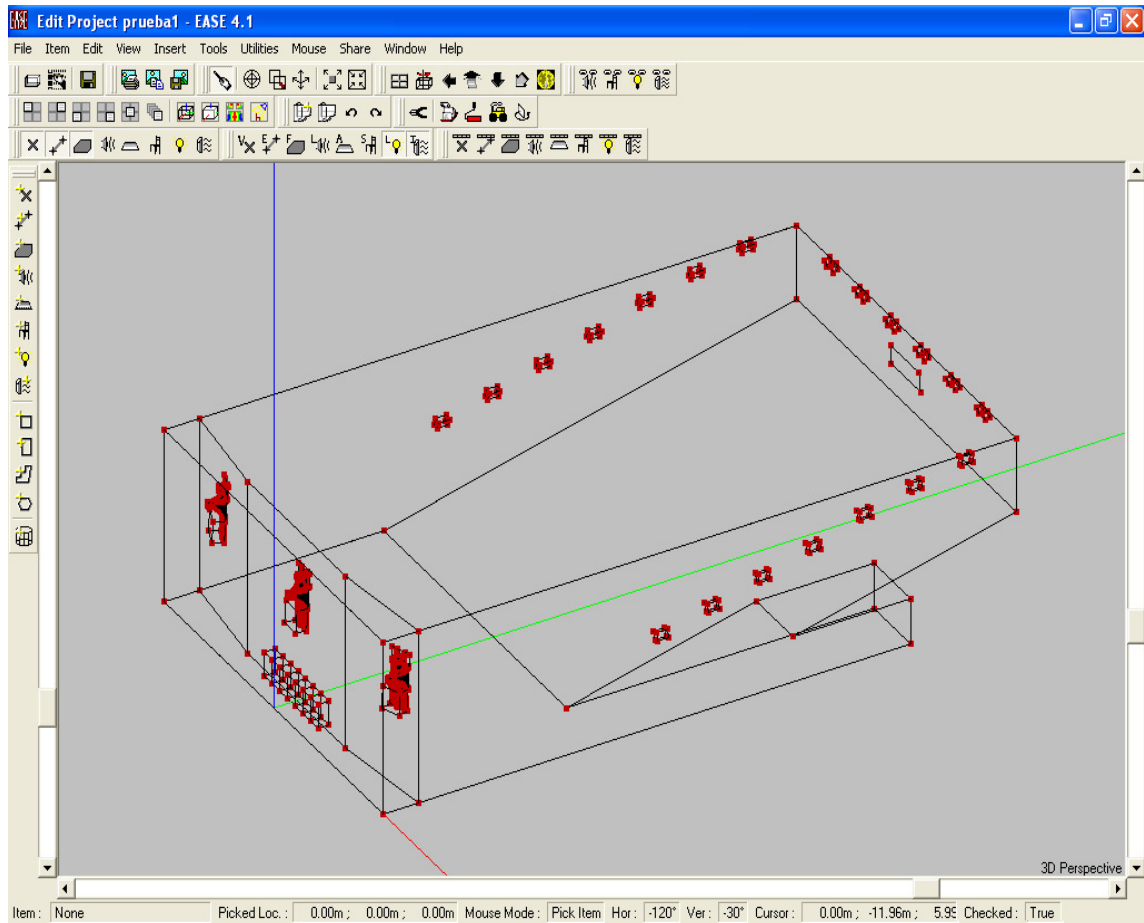 Edit Project prueba1 - EASE 4.1
File Item Edit View Insert Tools Utilities Mouse Share Window Help
3D Perspective
Item : None Picked Loc. : 0.00m ; 0.00m ; 0.00m Mouse Mode : Pick Item Hor : -120° Ver : -30° Cursor : 0.00m ; -11.96m ; 5.95 Checked : True